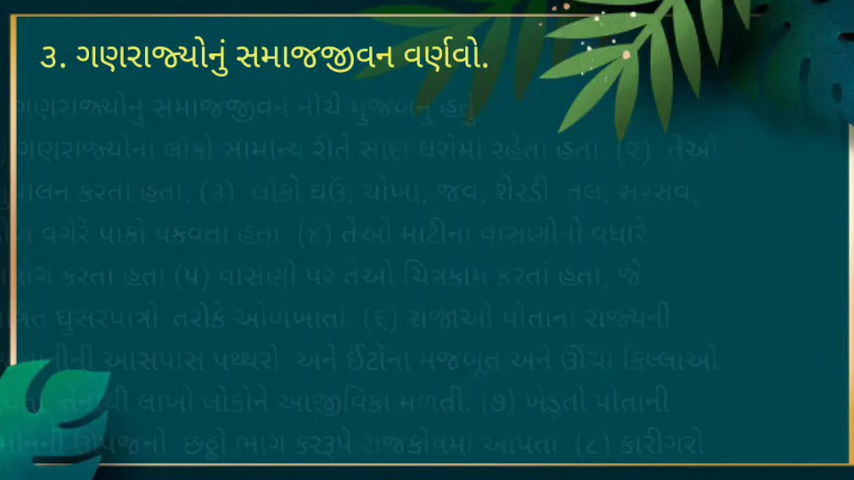 ૩. ગણરાજ્યોનું સમાજજીવન વર્ણવો.
ગણરાજ્યોનું સમાજજીવન નીચે મુજબનું હતું
ગણરાજ્યોના લોકો સામાન્ય રીતે સાદા ઘરોમાં રહેતા હતા. (૨) તેઓ
કરતાં હતા. (૩) લોકો ઘઉં, ચોખા, જવ, શેરડી, તલ, સરસવ,
વગેરે પાકો પકવતા હતા. (૪) તેઓ માટીના વાસણોનો વધારે
કરતા હતા (૫) વાસણો પર તેઓ ચિત્રકામ કરતાં હતા, જે
ઘુસરપાત્રો તરીકે ઓળખાતા. (૬) રાજાઓ પોતાના રાજ્યની
આસપાસ પથ્થરો અને ઈંટોના મજબૂત અને ઊંચા કિલ્લાઓ
લાખો લોકોને આજીવિકા મળતી. (૭) ખેડૂતો પોતાની
છઠ્ઠો ભાગ કરરૂપે રાજકોષમાં આપતા. (૮) કારીગરો